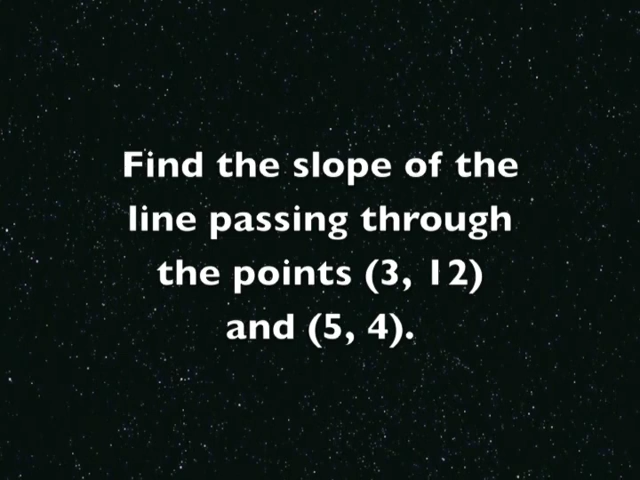 Find the slope of the
line passing through
the points (3, 12)
and (5, 4).